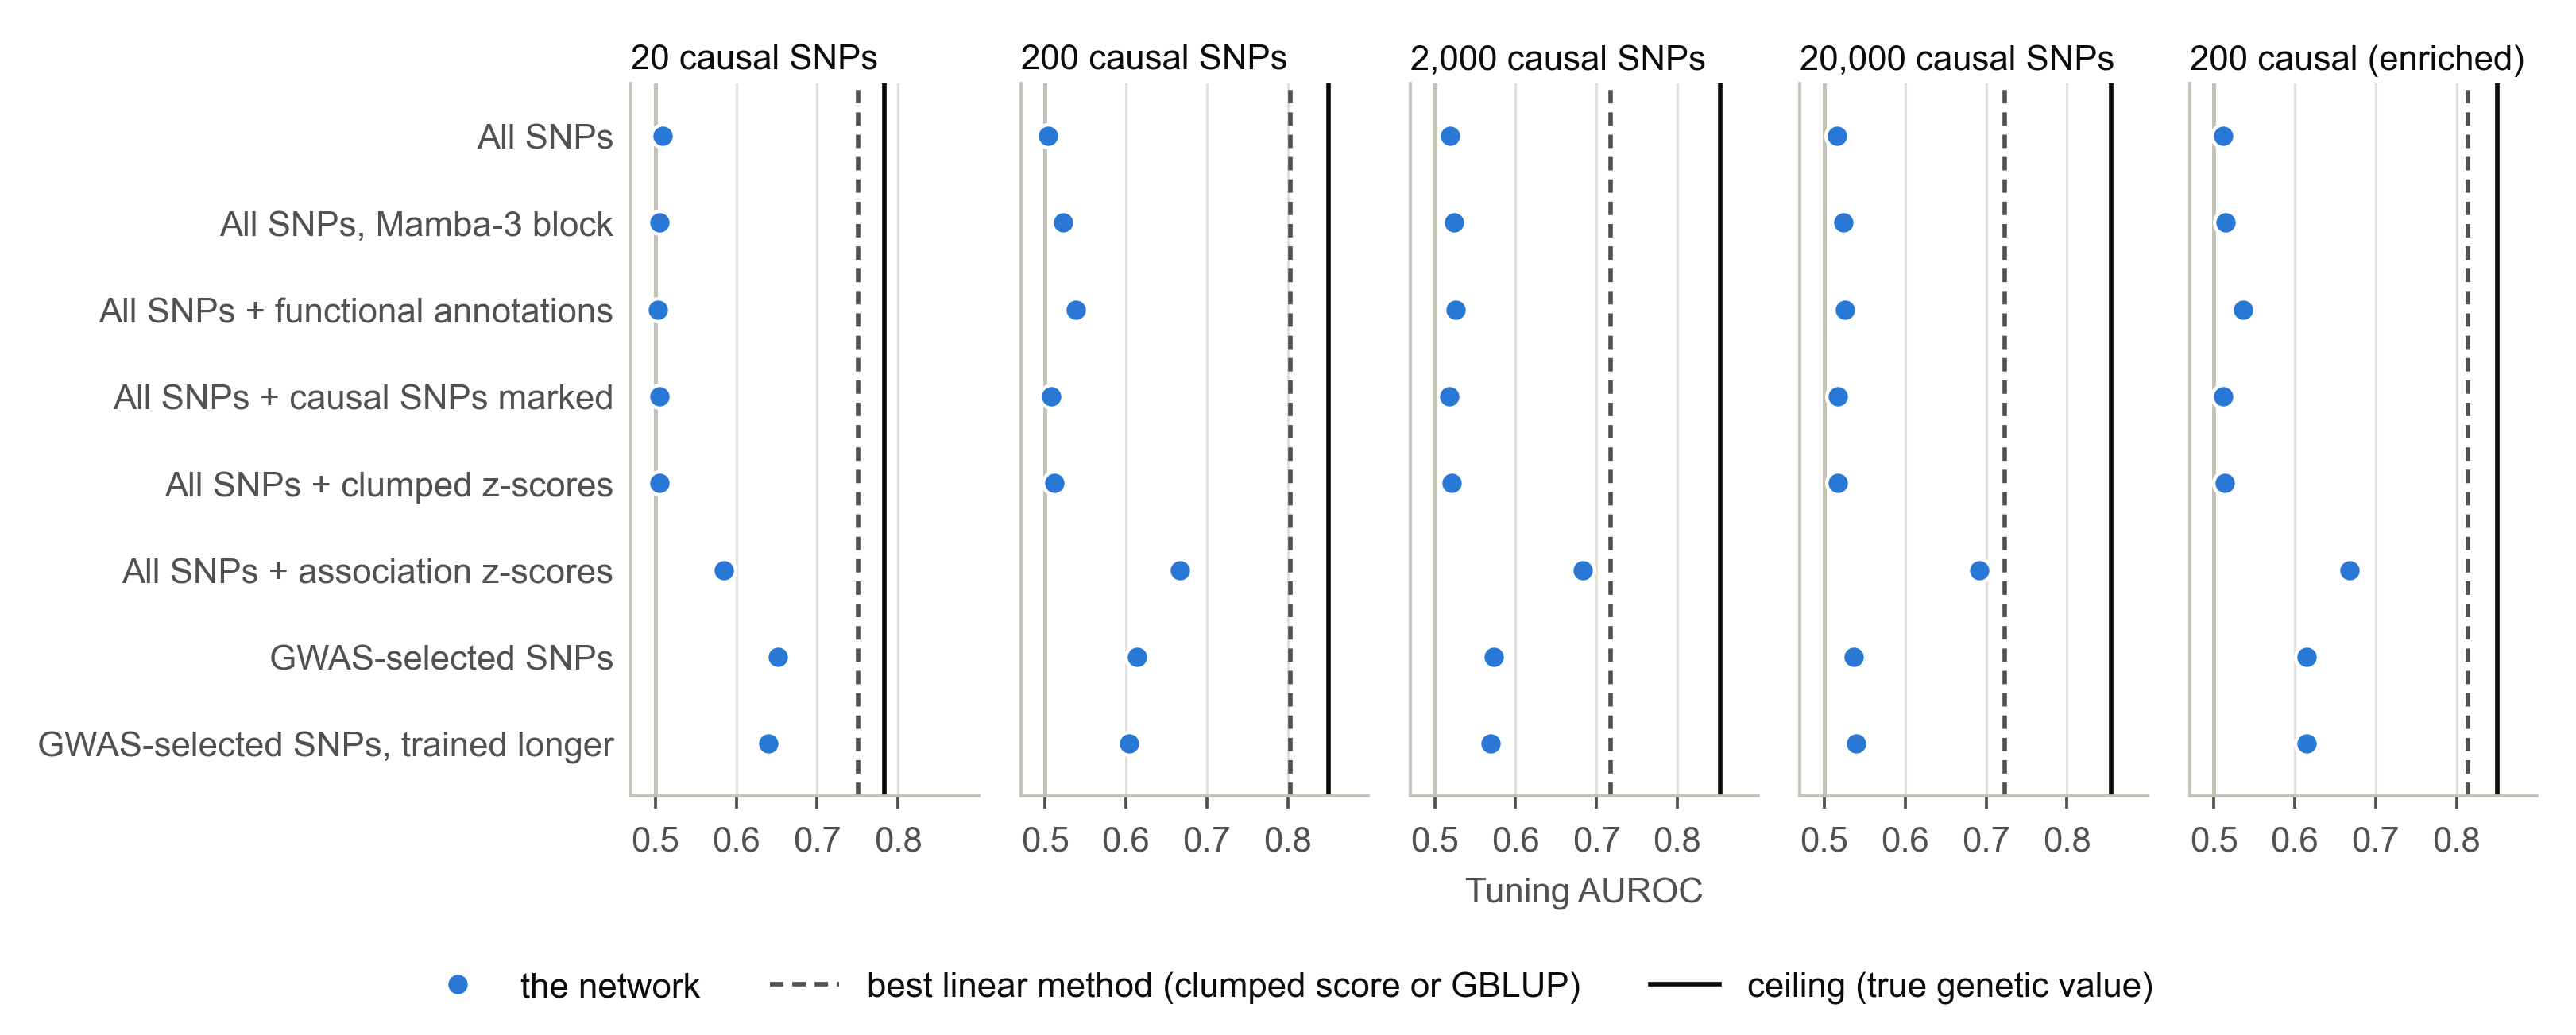 20 causal SNPs
200 causal SNPs
2,000 causal SNPs
20,000 causal SNPs
200 causal (enriched)
All SNPs
All SNPs, Mamba-3 block
All SNPs + functional annotations
All SNPs + causal SNPs marked
All SNPs + clumped z-scores
All SNPs + association z-scores
GWAS-selected SNPs
GWAS-selected SNPs, trained longer
0.5 0.6 0.7 0.8
0.5 0.6 0.7 0.8
0.5 0.6 0.7 0.8
0.5 0.6 0.7 0.8
0.5 0.6 0.7 0.8
Tuning AUROC
the network
best linear method (clumped score or GBLUP)
ceiling (true genetic value)